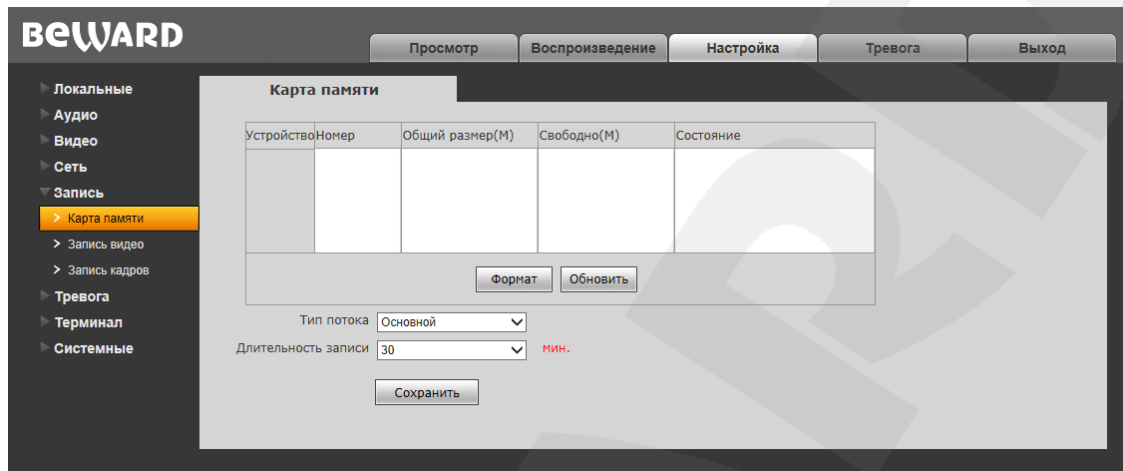 BEWARD
Просмотр Воспроизведение Настройка Тревога Выход
Локальные
Аудио
Видео
Сеть
Запись
> Карта памяти
> Запись видео
> Запись кадров
Тревога
Терминал
Системные
Карта памяти
Устройство Номер Общий размер(M) Свободно(M) Состояние
Формат Обновить
Тип потока Основной
Длительность записи 30 мин.
Сохранить